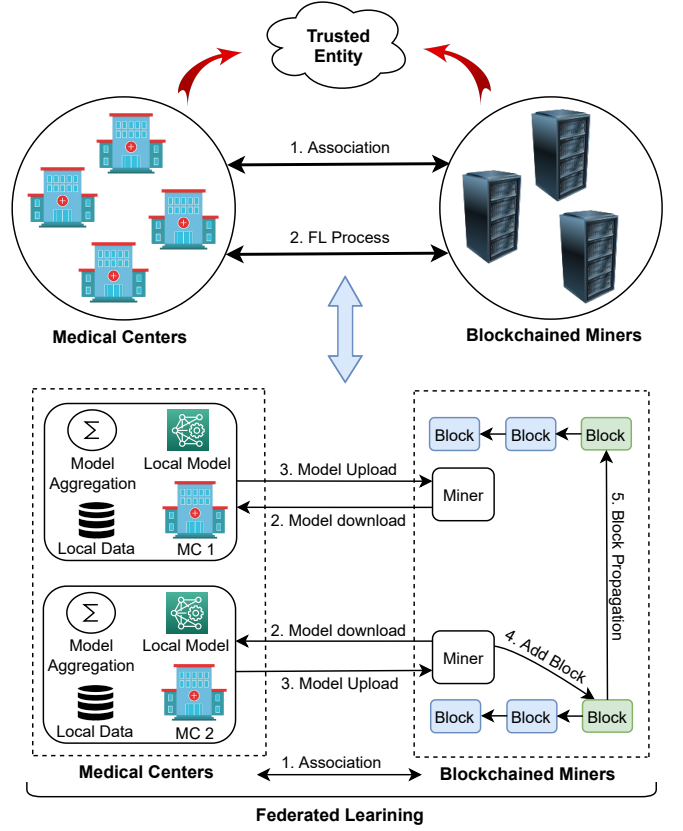 Trusted
Entity
1. Association
2. FL Process
Medical Centers
Blockchained Miners
Σ
Model
Aggregation
Local Model
Local Data
MC 1
3. Model Upload
2. Model download
Miner
Block
Block
Block
5. Block Propagation
Σ
Model
Aggregation
Local Model
Local Data
MC 2
2. Model download
3. Model Upload
Miner
4. Add Block
Block
Block
Block
Medical Centers
1. Association
Blockchained Miners
Federated Learining